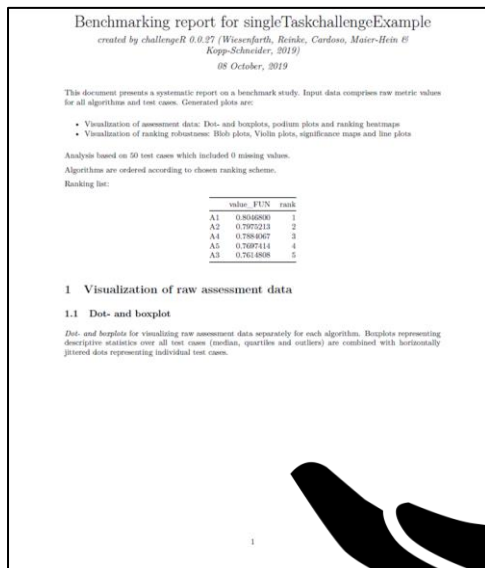 Benchmarking report for singleTaskchallengeExample
created by challengeR 0.0.27 (Wiesenfarth, Reinke, Cardoso, Maier-Hein &
Kopp-Schneider, 2019)
08 October, 2019
This document presents a systematic report on a benchmark study. Input data comprises raw metric values
for all algorithms and test cases. Generated plots are:
• Visualization of assessment data: Dot- and boxplots, podium plots and ranking heatmaps
• Visualization of ranking robustness: Blob plots, Violin plots, significance maps and line plots
Analysis based on 50 test cases which included 0 missing values.
Algorithms are ordered according to chosen ranking scheme.
Ranking list:
value_FUN rank
A1 0.8046800 1
A2 0.7975213 2
A4 0.7884067 3
A5 0.7697414 4
A3 0.7614808 5
1 Visualization of raw assessment data
1.1 Dot- and boxplot
Dot- and boxplots for visualizing raw assessment data separately for each algorithm. Boxplots representing
descriptive statistics over all test cases (median, quartiles and outliers) are combined with horizontally
jittered dots representing individual test cases.
1